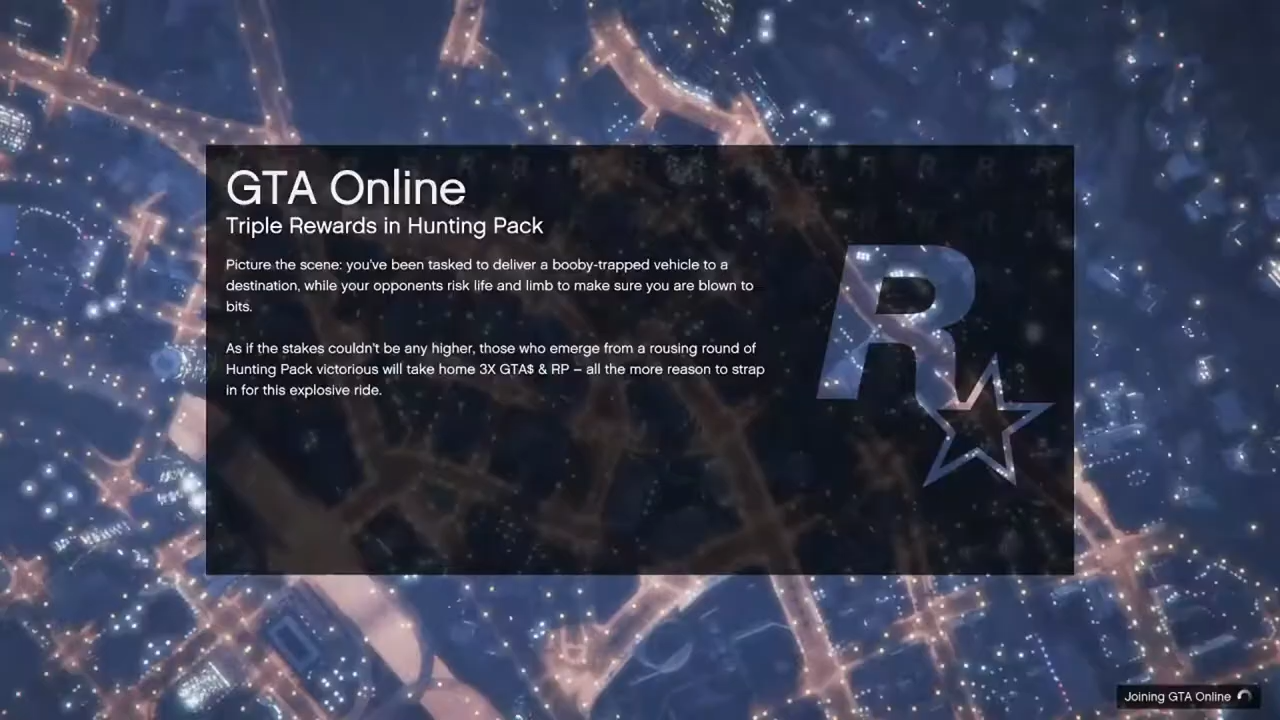 GTA Online
Triple Rewards in Hunting Pack
Picture the scene: you've been tasked to deliver a booby-trapped vehicle to a
destination, while your opponents risk life and limb to make sure you are blown to
bits.
As if the stakes couldn't be any higher, those who emerge from a rousing round of
Hunting Pack victorious will take home 3X GTA$ & RP – all the more reason to strap
in for this explosive ride.
R
Joining GTA Online